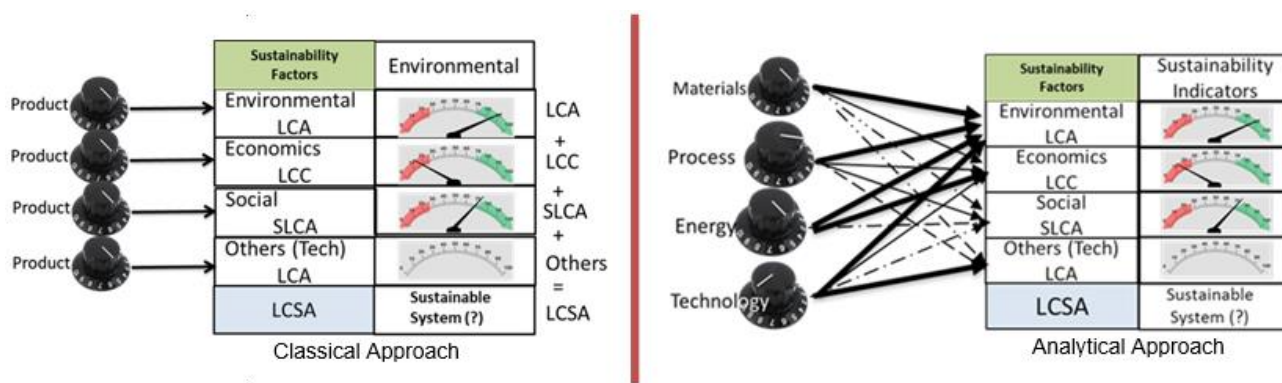 Sustainability
Factors
Environmental
Product
Environmental
LCA
LCA
+
Product
Economics
LCC
LCC
+
Product
Social
SLCA
SLCA
+
Product
Others (Tech)
LCA
Others
=
LCSA
Sustainable
System (?)
LCSA
Classical Approach
Materials
Process
Energy
Technology
Sustainability
Factors
Sustainability
Indicators
Environmental
LCA
Economics
LCC
Social
SLCA
Others (Tech)
LCA
LCSA
Sustainable
System (?)
Analytical Approach